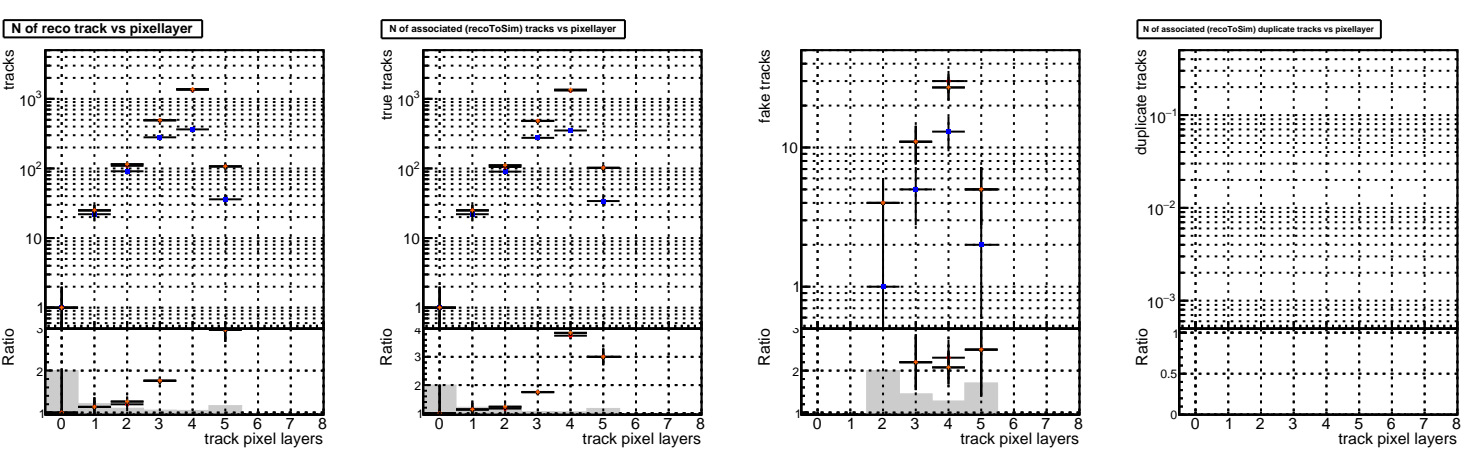 N of reco track vs pixellayer
tracks
10³
10²
10
1
Ratio
3
2
1
0 1 2 3 4 5 6 7 8
track pixel layers
N of associated (recoToSim) tracks vs pixellayer
true tracks
10³
10²
10
1
Ratio
4
3
2
1
0 1 2 3 4 5 6 7 8
track pixel layers
fake tracks
10
1
Ratio
3
2
1
0 1 2 3 4 5 6 7 8
track pixel layers
N of associated (recoToSim) duplicate tracks vs pixellayer
duplicate tracks
10⁻¹
10⁻²
10⁻³
Ratio
1
0.5
0
0 1 2 3 4 5 6 7 8
track pixel layers